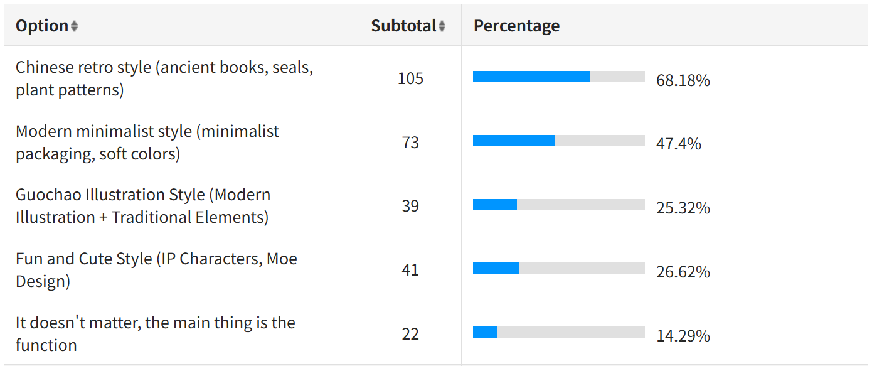 Option Subtotal Percentage
Chinese retro style (ancient books, seals,
plant patterns) 105 68.18%
Modern minimalist style (minimalist
packaging, soft colors) 73 47.4%
Guochao Illustration Style (Modern
Illustration + Traditional Elements) 39 25.32%
Fun and Cute Style (IP Characters, Moe
Design) 41 26.62%
It doesn't matter, the main thing is the
function 22 14.29%